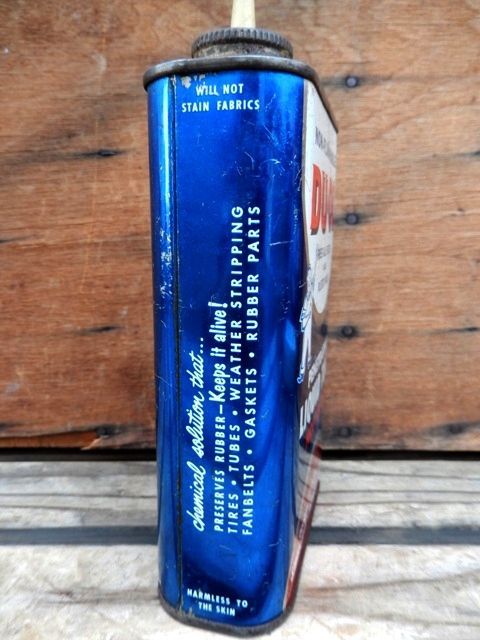 WILL NOT
STAIN FABRICS
chemical solution that...
PRESERVES RUBBER—Keeps it alive!
TIRES • TUBES • WEATHER STRIPPING
FANBELTS • GASKETS • RUBBER PARTS
HARMLESS TO
THE SKIN